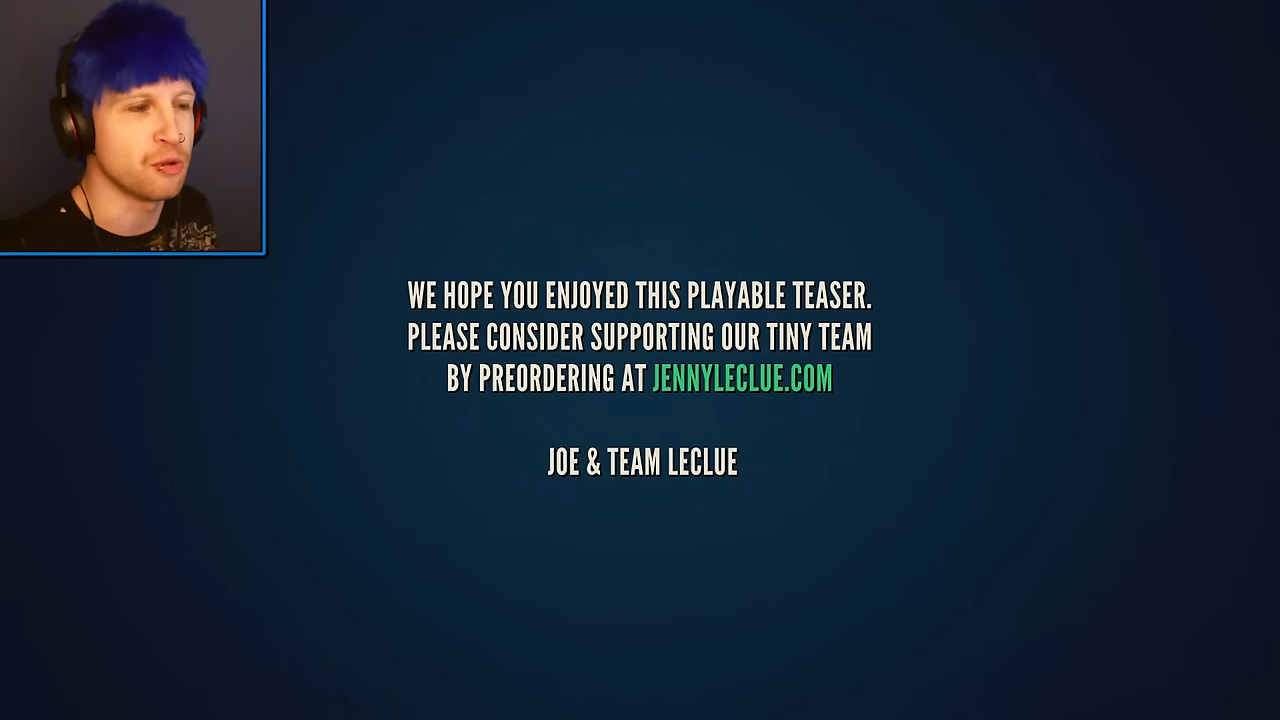 WE HOPE YOU ENJOYED THIS PLAYABLE TEASER.
PLEASE CONSIDER SUPPORTING OUR TINY TEAM
BY PREORDERING AT JENNYLECLUE.COM
JOE & TEAM LECLUE